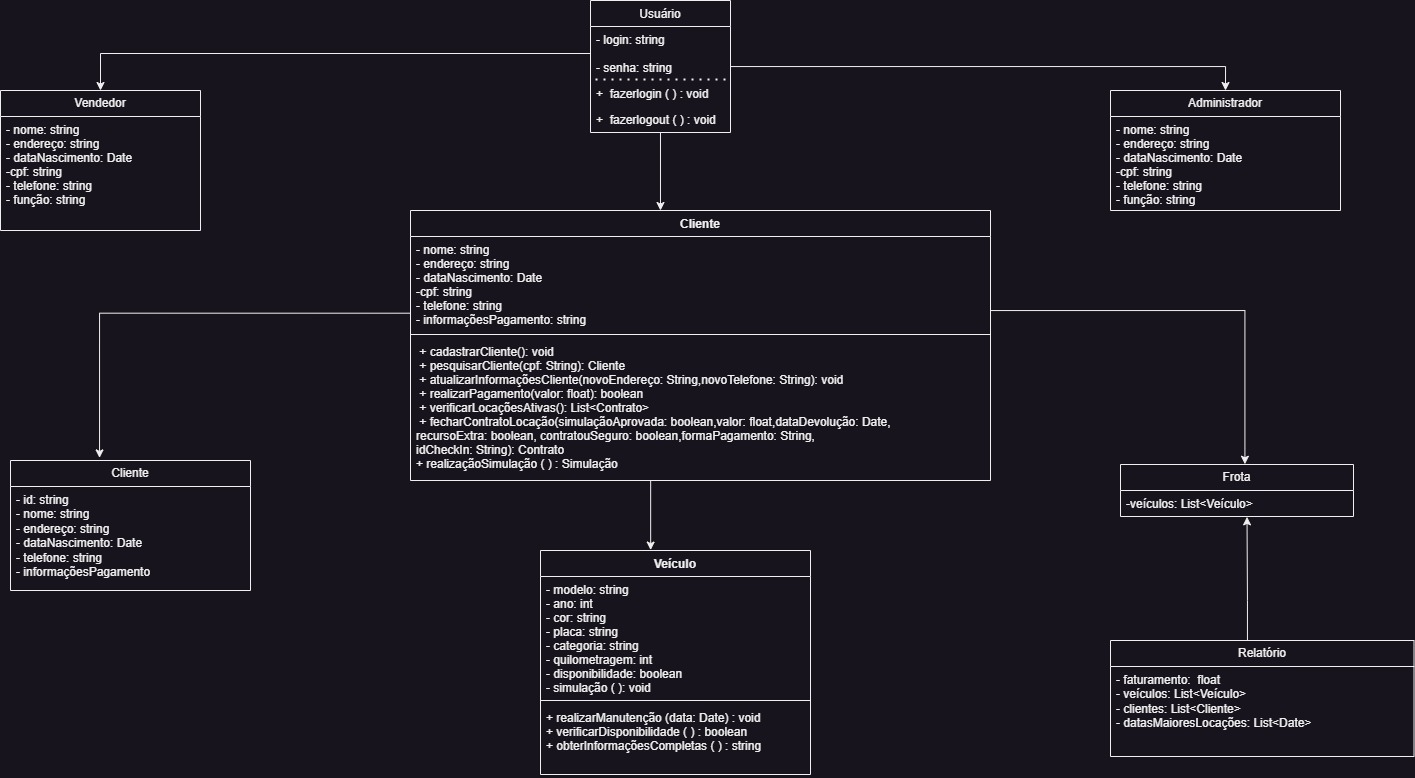 Usuário
- login: string
- senha: string
+ fazerlogin ( ) : void
+ fazerlogout ( ) : void
Vendedor
- nome: string
- endereço: string
- dataNascimento: Date
-cpf: string
- telefone: string
- função: string
Administrador
- nome: string
- endereço: string
- dataNascimento: Date
-cpf: string
- telefone: string
- função: string
Cliente
- nome: string
- endereço: string
- dataNascimento: Date
-cpf: string
- telefone: string
- informaçõesPagamento: string
+ cadastrarCliente(): void
+ pesquisarCliente(cpf: String): Cliente
+ atualizarInformaçõesCliente(novoEndereço: String,novoTelefone: String): void
+ realizarPagamento(valor: float): boolean
+ verificarLocaçõesAtivas(): List<Contrato>
+ fecharContratoLocação(simulaçãoAprovada: boolean,valor: float,dataDevolução: Date,
recursoExtra: boolean, contratouSeguro: boolean,formaPagamento: String,
idCheckIn: String): Contrato
+ realizaçãoSimulação ( ) : Simulação
Cliente
- id: string
- nome: string
- endereço: string
- dataNascimento: Date
- telefone: string
- informaçõesPagamento
Frota
-veículos: List<Veículo>
Veículo
- modelo: string
- ano: int
- cor: string
- placa: string
- categoria: string
- quilometragem: int
- disponibilidade: boolean
- simulação ( ): void
+ realizarManutenção (data: Date) : void
+ verificarDisponibilidade ( ) : boolean
+ obterInformaçõesCompletas ( ) : string
Relatório
- faturamento: float
- veículos: List<Veículo>
- clientes: List<Cliente>
- datasMaioresLocações: List<Date>